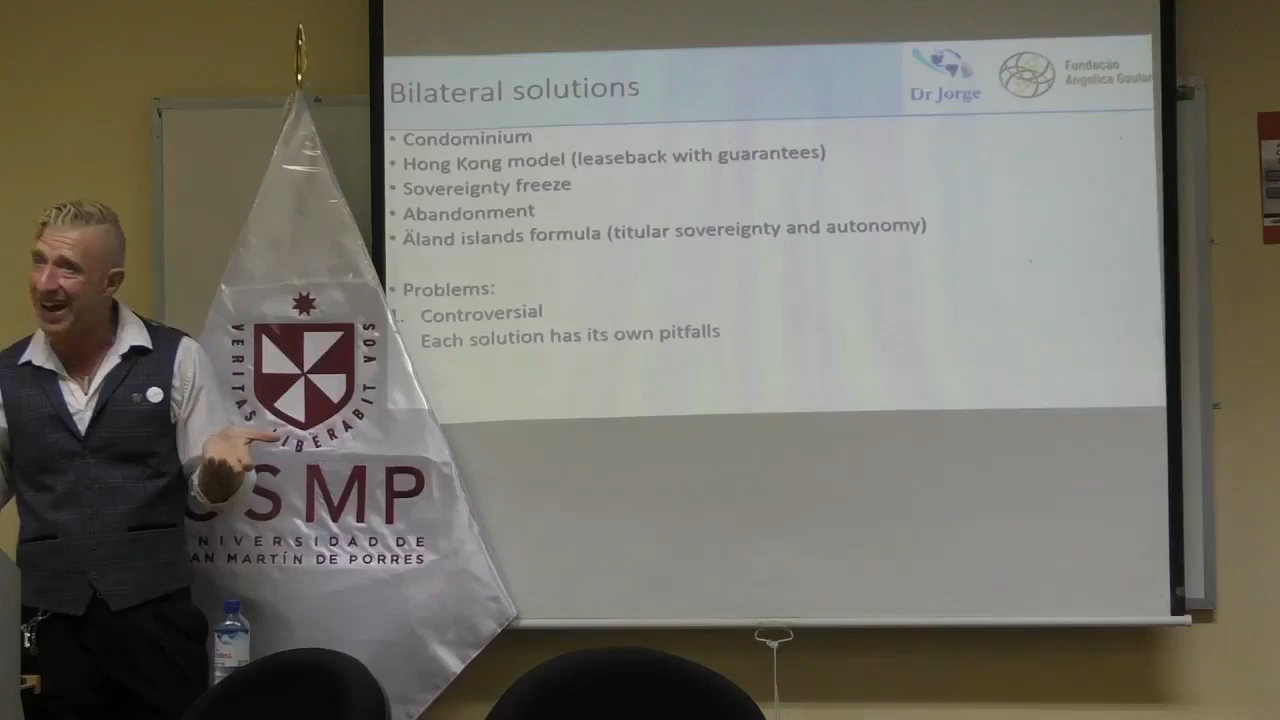 Bilateral solutions
Dr Jorge
Fundação
Angelica Goular
• Condominium
• Hong Kong model (leaseback with guarantees)
• Sovereignty freeze
• Abandonment
• Äland islands formula (titular sovereignty and autonomy)
• Problems:
1. Controversial
Each solution has its own pitfalls
VERITAS LIBERABIT VOS
USMP
UNIVERSIDAD DE
SAN MARTÍN DE PORRES